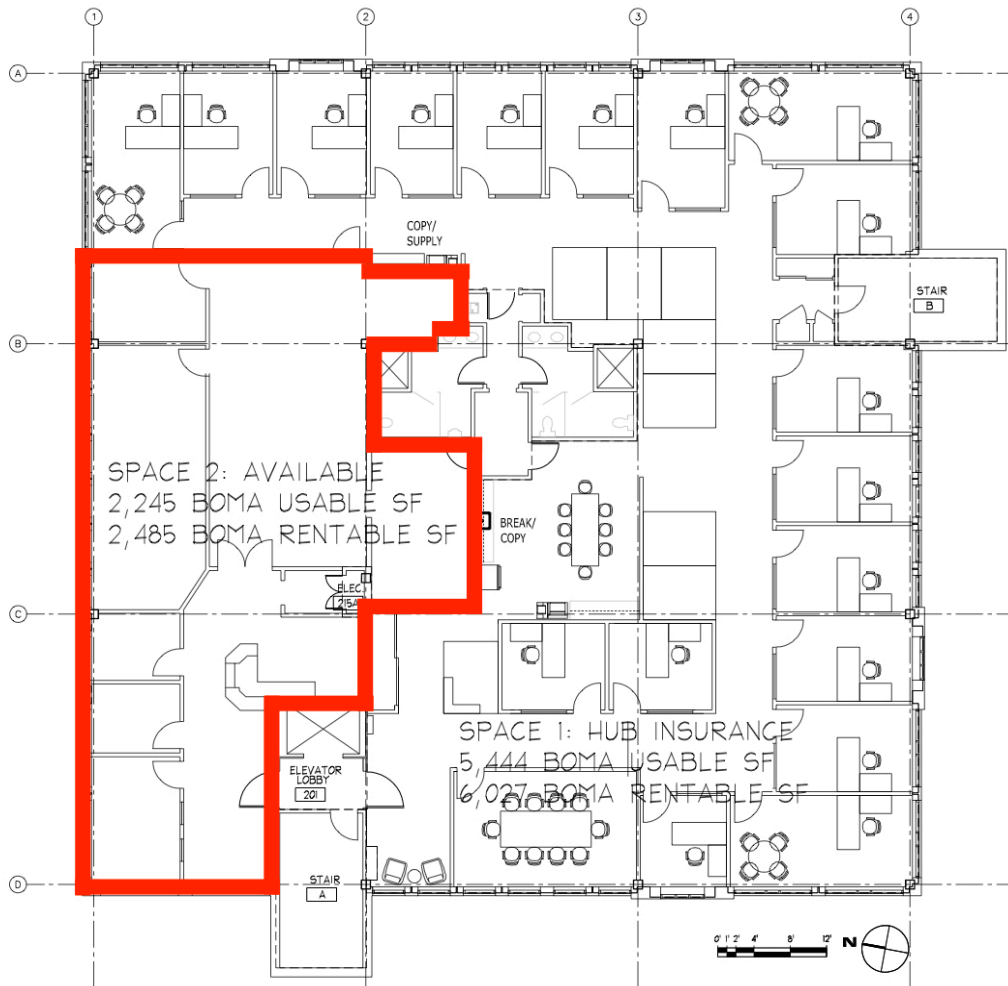 1
2
3
4
A
COPY/
SUPPLY
STAIR
B
B
SPACE 2: AVAILABLE
2,245 BOMA USABLE SF
2,485 BOMA RENTABLE SF
BREAK/
COPY
ELEC.
215A
C
SPACE 1: HUB INSURANCE
5,444 BOMA USABLE SF
6,027 BOMA RENTABLE SF
ELEVATOR
LOBBY
201
STAIR
A
D
0' 1' 2' 4' 8' 12'
N